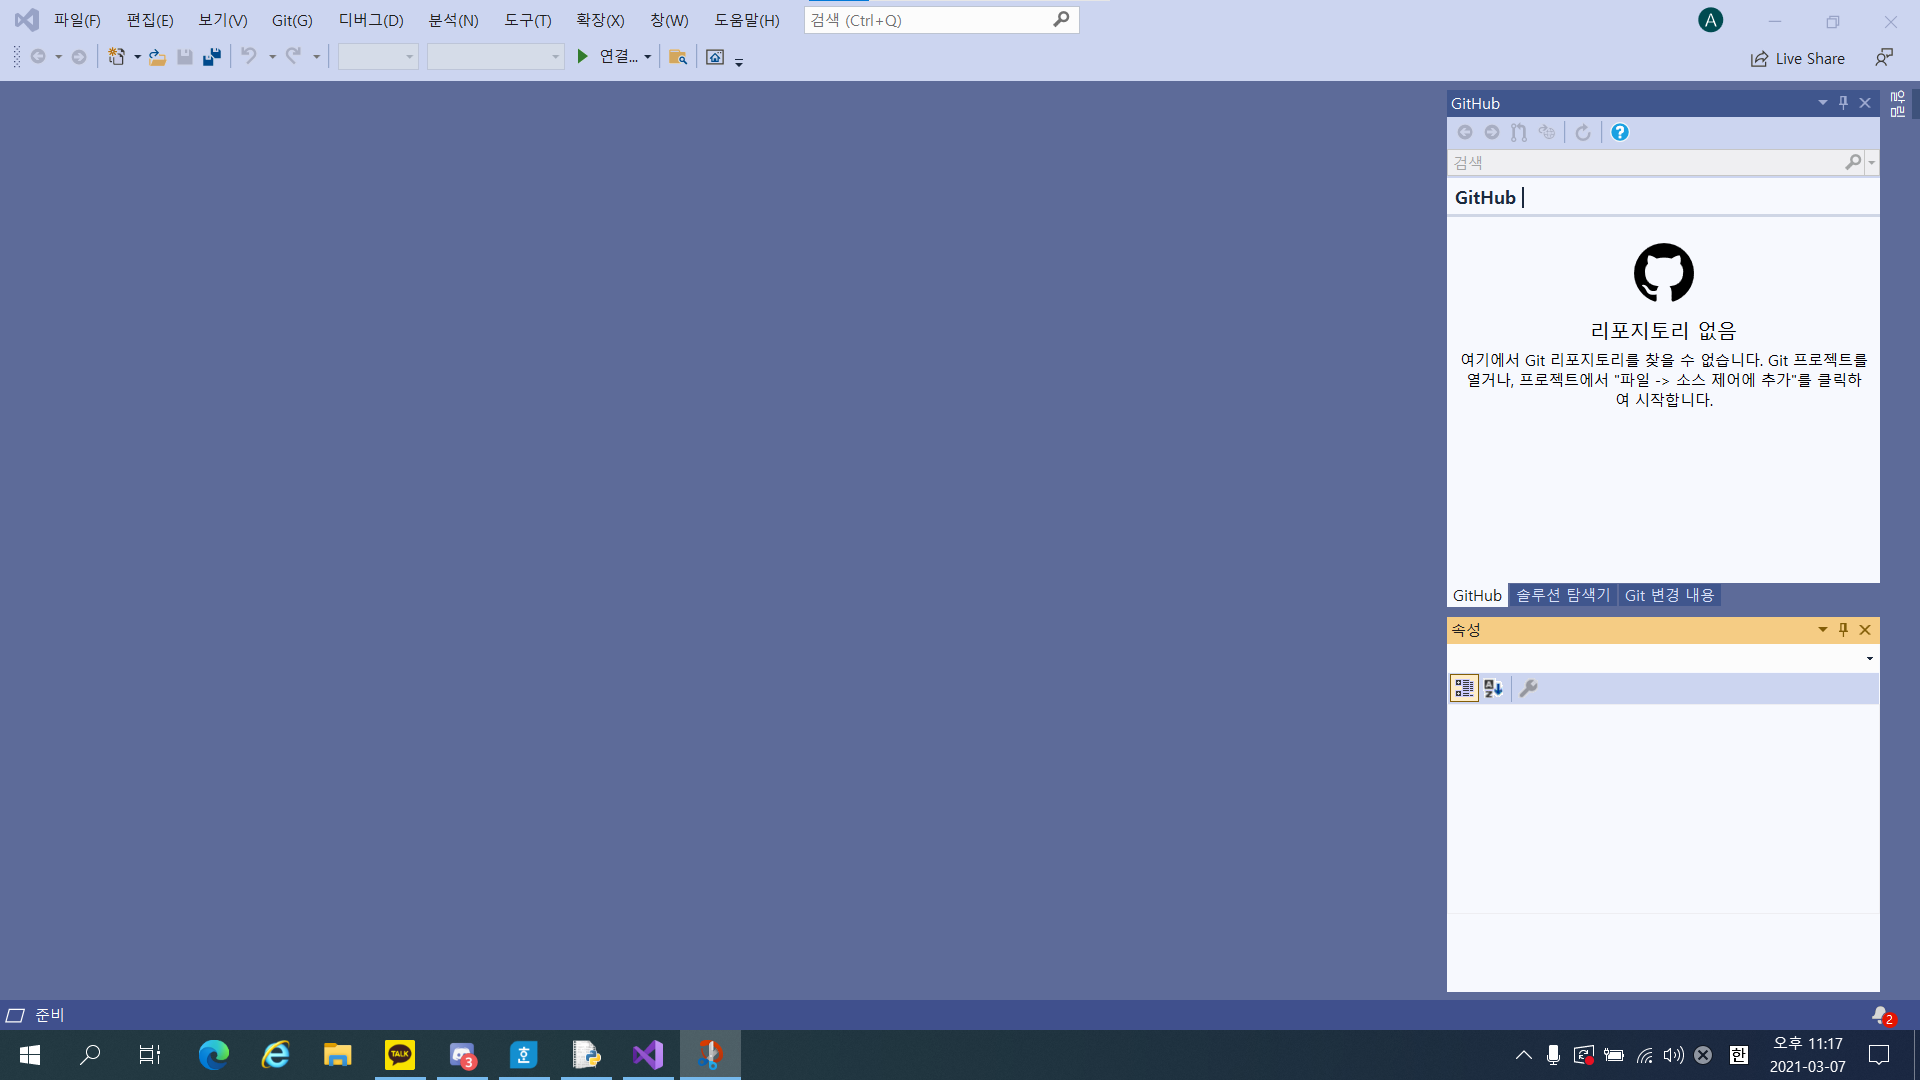 파일(F) 편집(E) 보기(V) Git(G) 디버그(D) 분석(N) 도구(T) 확장(X) 창(W) 도움말(H) 검색 (Ctrl+Q) A
연결... Live Share
알림
GitHub
?
검색
GitHub
리포지토리 없음
여기에서 Git 리포지토리를 찾을 수 없습니다. Git 프로젝트를
열거나, 프로젝트에서 "파일 -> 소스 제어에 추가"를 클릭하
여 시작합니다.
GitHub 솔루션 탐색기 Git 변경 내용
속성
A
Z
준비 2
TALK 3 호 한 오후 11:17
2021-03-07